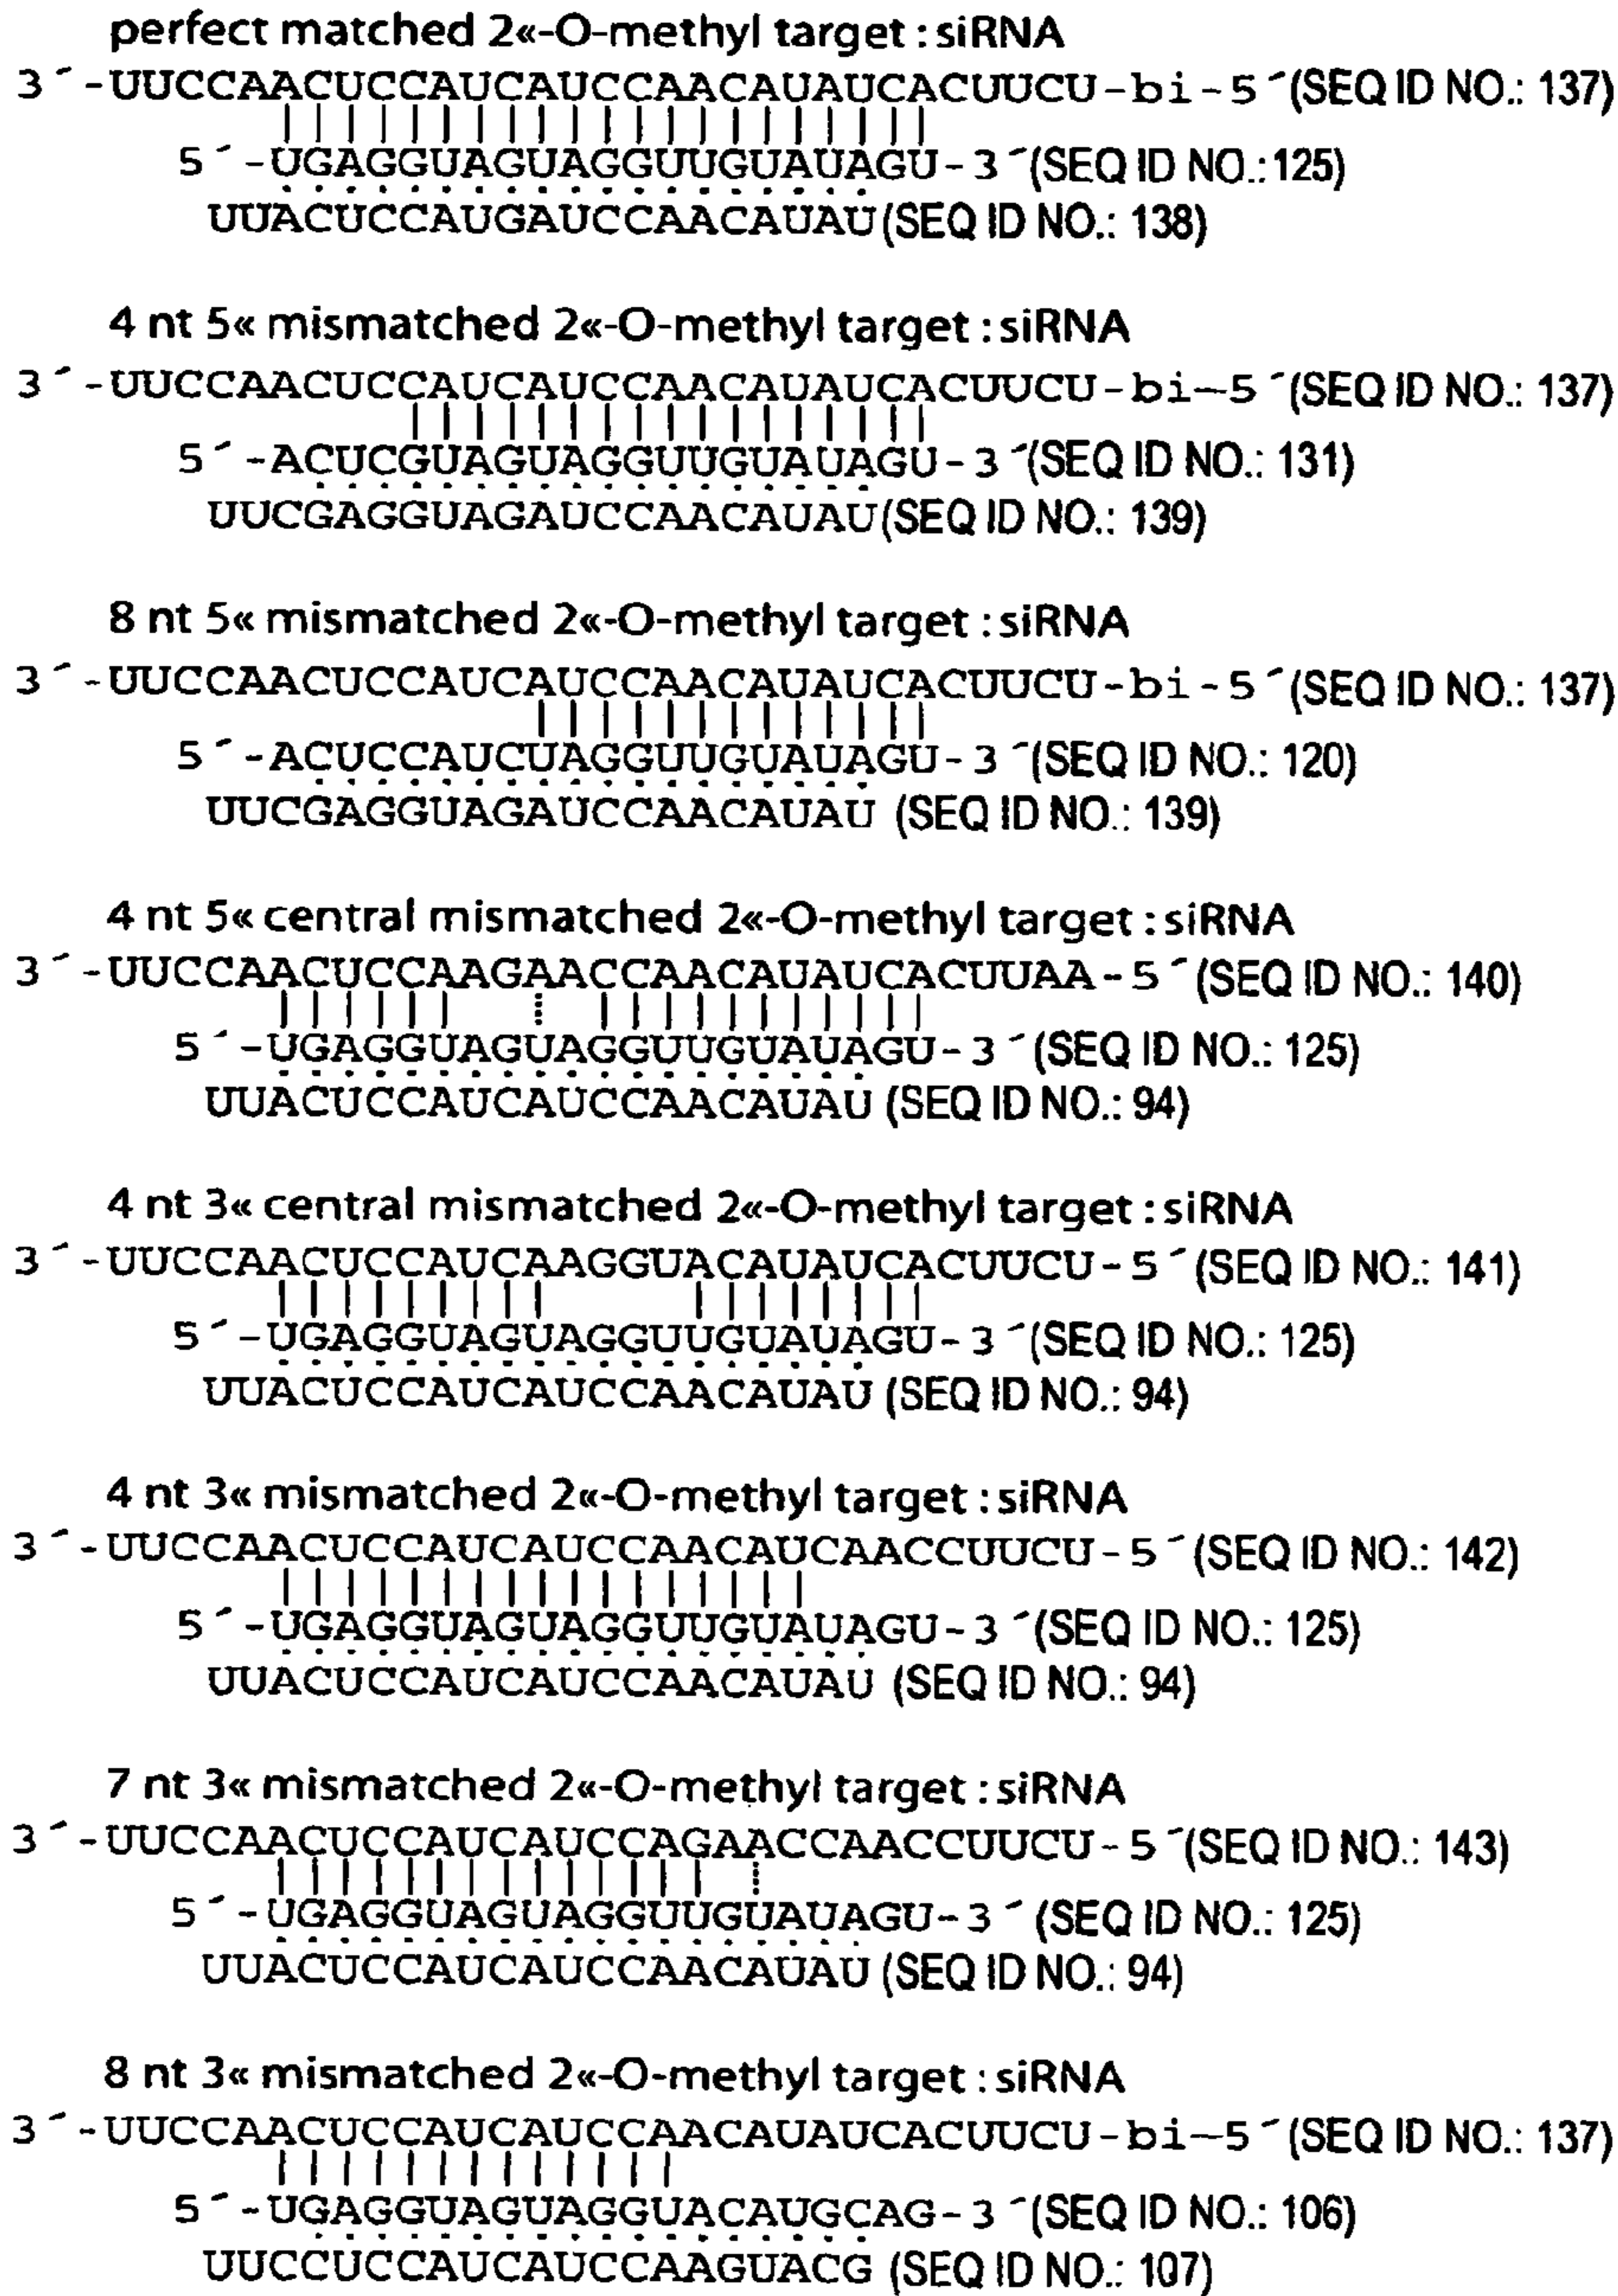 perfect matched 2«-O-methyl target : siRNA
3´-UUCCAACUCCAUCAUCCAACAUAUCACUUCU-bi-5´(SEQ ID NO.: 137)
5´-UGAGGUAGUAGGUUGUAUAGU-3´(SEQ ID NO.:125)
UUACUCCAUGAUCCAACAUAU(SEQ ID NO.: 138)
4 nt 5« mismatched 2«-O-methyl target : siRNA
3´-UUCCAACUCCAUCAUCCAACAUAUCACUUCU-bi-5´(SEQ ID NO.: 137)
5´-ACUCGUAGUAGGUUGUAUAGU-3´(SEQ ID NO.: 131)
UUCGAGGUAGAUCCAACAUAU(SEQ ID NO.: 139)
8 nt 5« mismatched 2«-O-methyl target : siRNA
3´-UUCCAACUCCAUCAUCCAACAUAUCACUUCU-bi-5´(SEQ ID NO.: 137)
5´-ACUCCAUCUAGGUUGUAUAGU-3´(SEQ ID NO.: 120)
UUCGAGGUAGAUCCAACAUAU (SEQ ID NO.: 139)
4 nt 5« central mismatched 2«-O-methyl target : siRNA
3´-UUCCAACUCCAAGAACCAACAUAUCACUUAA-5´(SEQ ID NO.: 140)
5´-UGAGGUAGUAGGUUGUAUAGU-3´(SEQ ID NO.: 125)
UUACUCCAUCAUCCAACAUAU (SEQ ID NO.: 94)
4 nt 3« central mismatched 2«-O-methyl target : siRNA
3´-UUCCAACUCCAUCAAGGUACAUAUCACUUCU-5´(SEQ ID NO.: 141)
5´-UGAGGUAGUAGGUUGUAUAGU-3´(SEQ ID NO.: 125)
UUACUCCAUCAUCCAACAUAU (SEQ ID NO.: 94)
4 nt 3« mismatched 2«-O-methyl target : siRNA
3´-UUCCAACUCCAUCAUCCAACAUCAACCUUCU-5´(SEQ ID NO.: 142)
5´-UGAGGUAGUAGGUUGUAUAGU-3´(SEQ ID NO.: 125)
UUACUCCAUCAUCCAACAUAU (SEQ ID NO.: 94)
7 nt 3« mismatched 2«-O-methyl target : siRNA
3´-UUCCAACUCCAUCAUCCAGAACCAACCUUCU-5´(SEQ ID NO.: 143)
5´-UGAGGUAGUAGGUUGUAUAGU-3´(SEQ ID NO.: 125)
UUACUCCAUCAUCCAACAUAU (SEQ ID NO.: 94)
8 nt 3« mismatched 2«-O-methyl target : siRNA
3´-UUCCAACUCCAUCAUCCAACAUAUCACUUCU-bi-5´(SEQ ID NO.: 137)
5´-UGAGGUAGUAGGUACAUGCAG-3´(SEQ ID NO.: 106)
UUCCUCCAUCAUCCAAGUACG (SEQ ID NO.: 107)